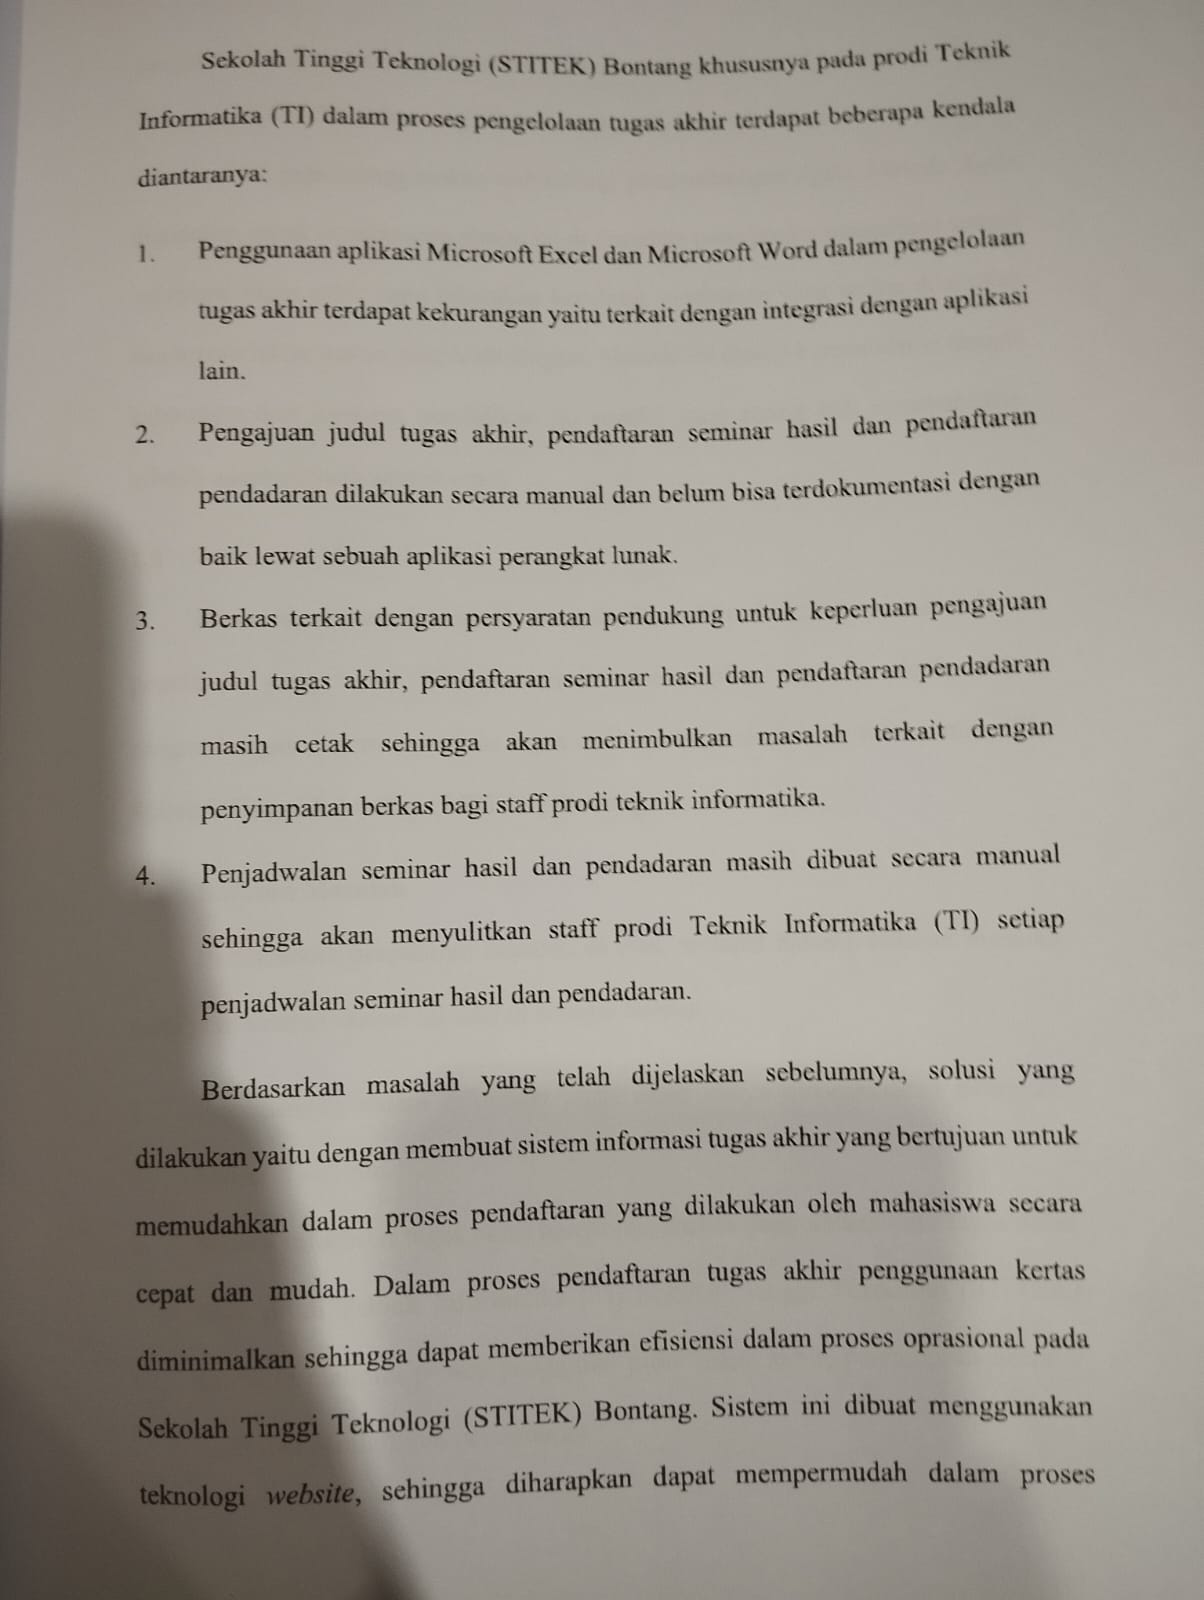 Sekolah Tinggi Teknologi (STITEK) Bontang khususnya pada prodi Teknik
Informatika (TI) dalam proses pengelolaan tugas akhir terdapat beberapa kendala
diantaranya:
1. Penggunaan aplikasi Microsoft Excel dan Microsoft Word dalam pengelolaan
tugas akhir terdapat kekurangan yaitu terkait dengan integrasi dengan aplikasi
lain.
2. Pengajuan judul tugas akhir, pendaftaran seminar hasil dan pendaftaran
pendadaran dilakukan secara manual dan belum bisa terdokumentasi dengan
baik lewat sebuah aplikasi perangkat lunak.
3. Berkas terkait dengan persyaratan pendukung untuk keperluan pengajuan
judul tugas akhir, pendaftaran seminar hasil dan pendaftaran pendadaran
masih cetak sehingga akan menimbulkan masalah terkait dengan
penyimpanan berkas bagi staff prodi teknik informatika.
4. Penjadwalan seminar hasil dan pendadaran masih dibuat secara manual
sehingga akan menyulitkan staff prodi Teknik Informatika (TI) setiap
penjadwalan seminar hasil dan pendadaran.
Berdasarkan masalah yang telah dijelaskan sebelumnya, solusi yang
dilakukan yaitu dengan membuat sistem informasi tugas akhir yang bertujuan untuk
memudahkan dalam proses pendaftaran yang dilakukan oleh mahasiswa secara
cepat dan mudah. Dalam proses pendaftaran tugas akhir penggunaan kertas
diminimalkan sehingga dapat memberikan efisiensi dalam proses oprasional pada
Sekolah Tinggi Teknologi (STITEK) Bontang. Sistem ini dibuat menggunakan
teknologi website, sehingga diharapkan dapat mempermudah dalam proses